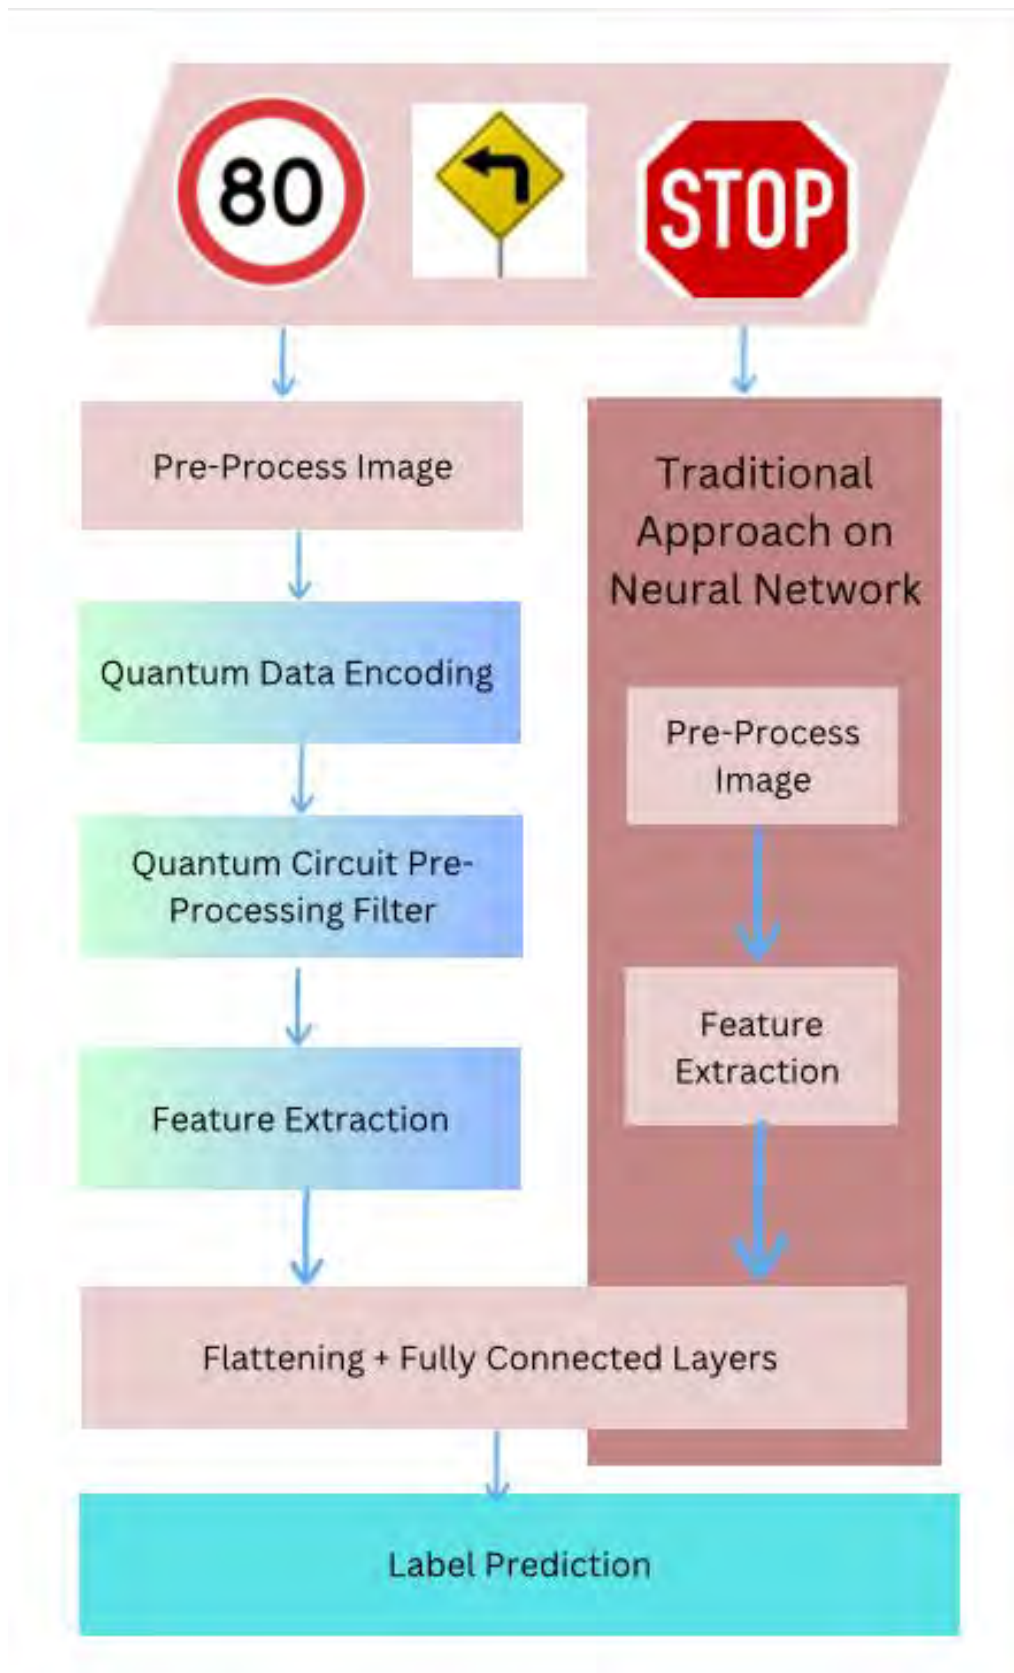 80
STOP
Pre-Process Image
Quantum Data Encoding
Quantum Circuit Pre-
Processing Filter
Feature Extraction
Traditional
Approach on
Neural Network
Pre-Process
Image
Feature
Extraction
Flattening + Fully Connected Layers
Label Prediction